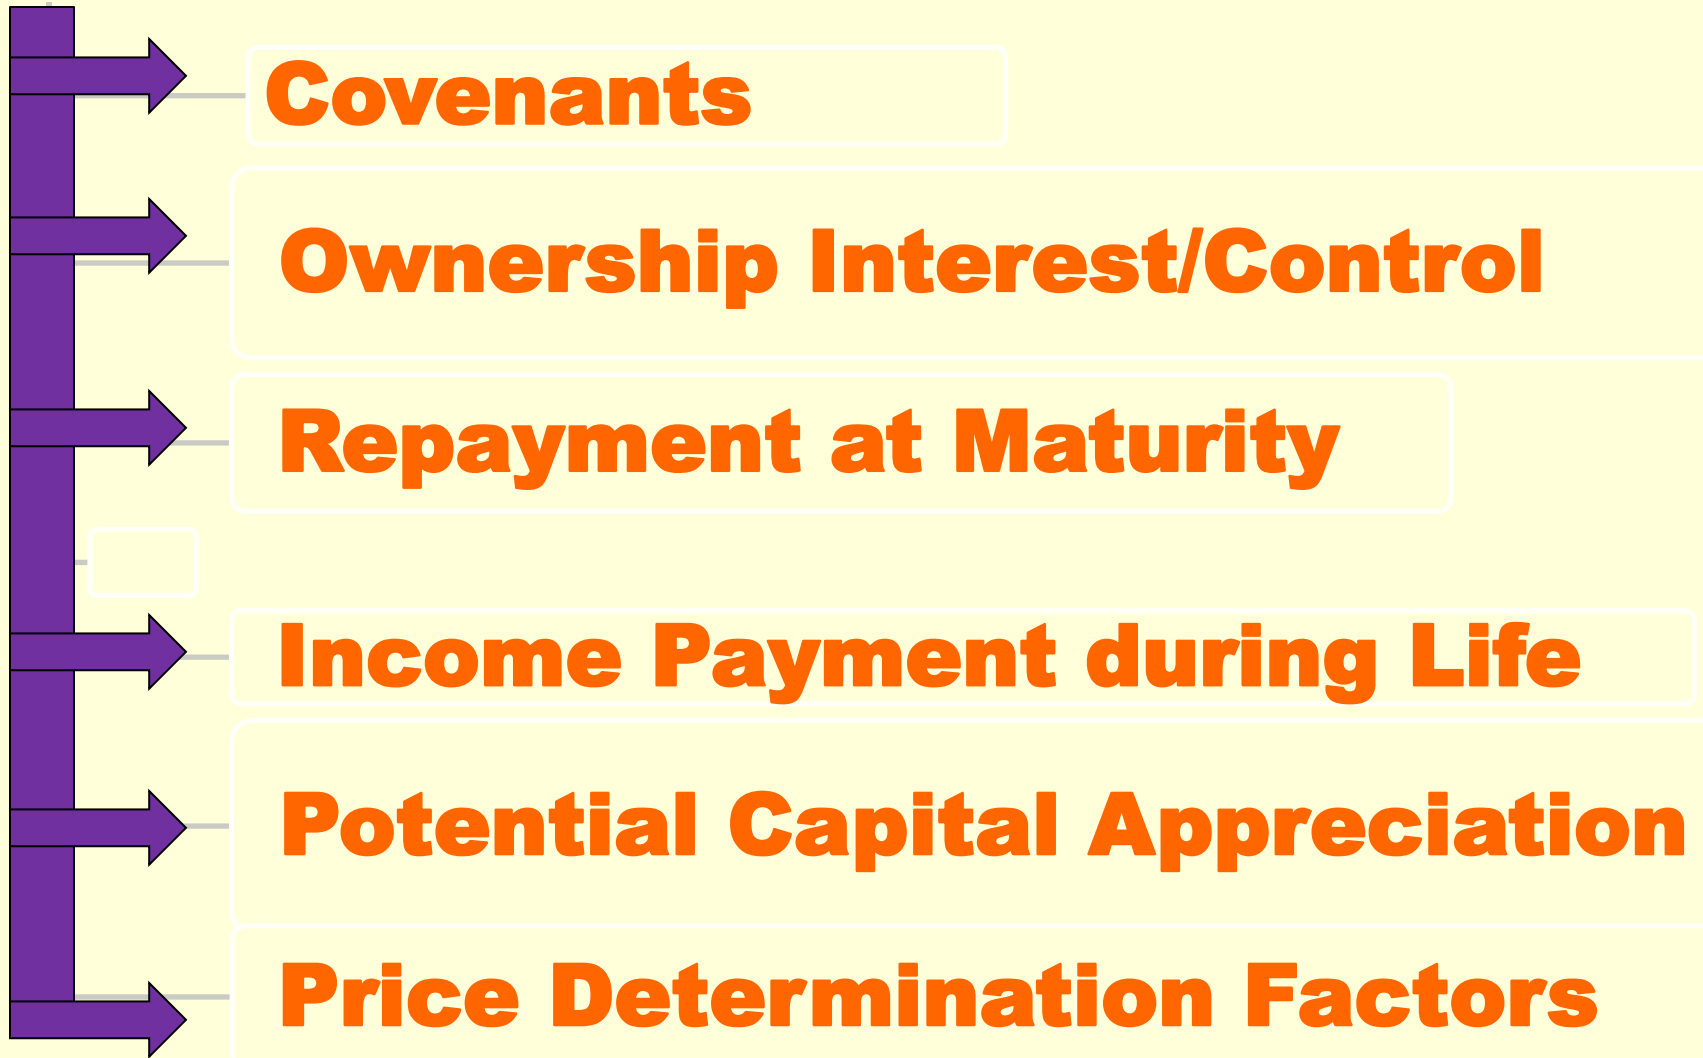 Covenants
Ownership Interest/Control
Repayment at Maturity
Income Payment during Life
Potential Capital Appreciation
Price Determination Factors